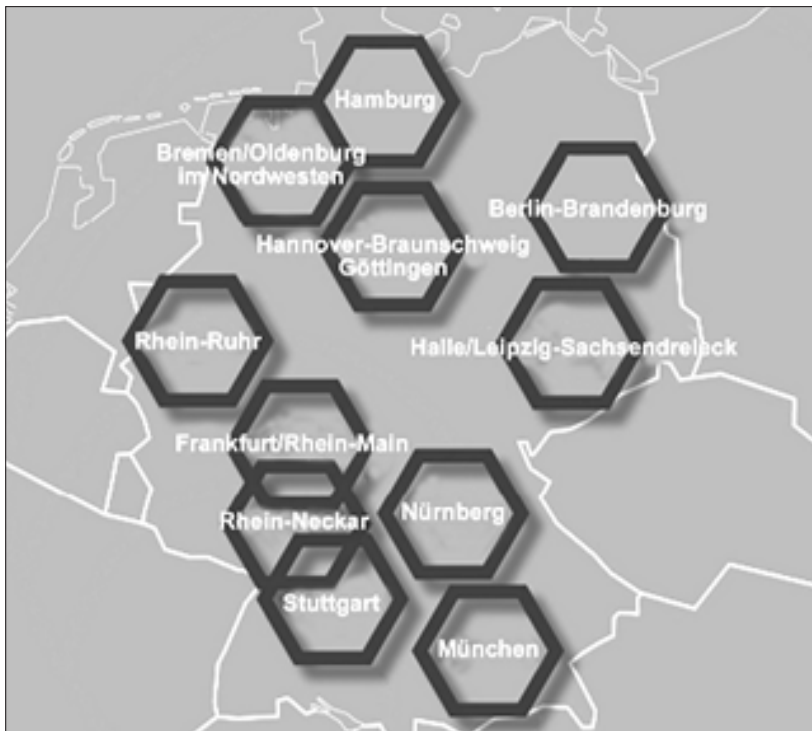 Hamburg
Bremen/Oldenburg
im Nordwesten
Berlin-Brandenburg
Hannover-Braunschweig
Göttingen
Rhein-Ruhr
Halle/Leipzig-Sachsendreieck
Frankfurt/Rhein-Main
Rhein-Neckar
Nürnberg
Stuttgart
München